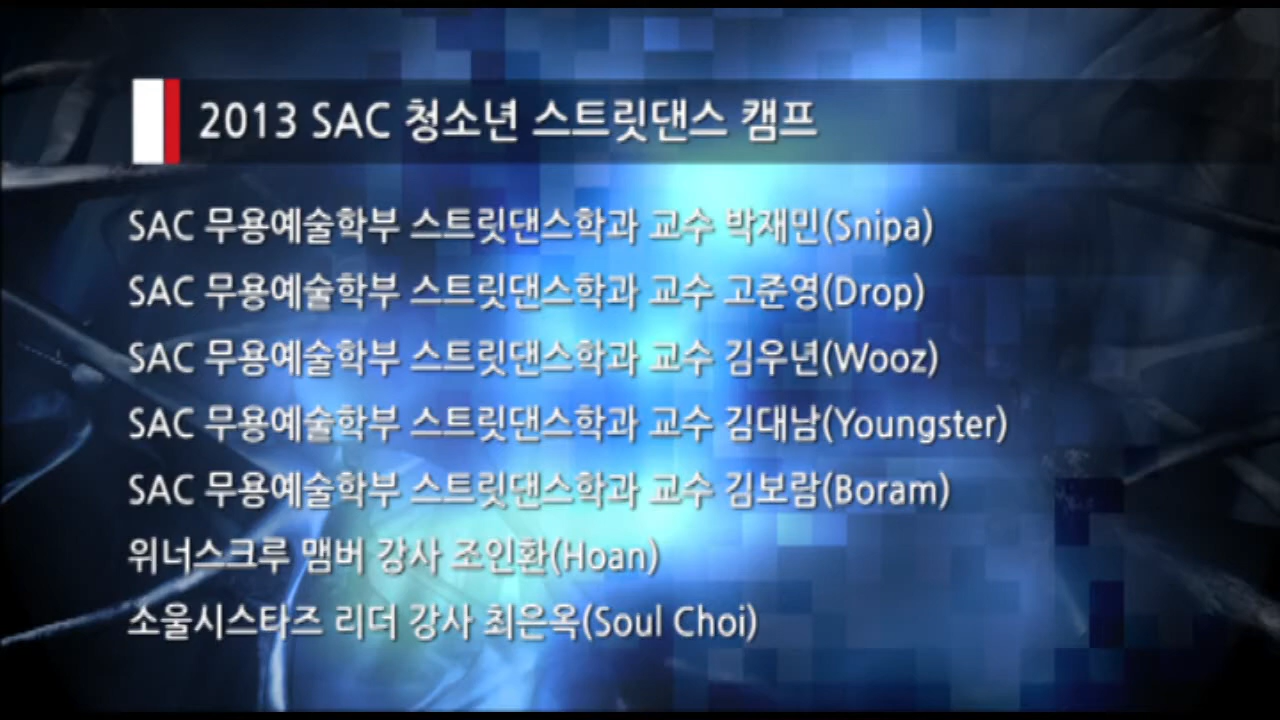 2013 SAC 청소년 스트릿댄스 캠프
SAC 무용예술학부 스트릿댄스학과 교수 박재민(Snipa)
SAC 무용예술학부 스트릿댄스학과 교수 고준영(Drop)
SAC 무용예술학부 스트릿댄스학과 교수 김우년(Wooz)
SAC 무용예술학부 스트릿댄스학과 교수 김대남(Youngster)
SAC 무용예술학부 스트릿댄스학과 교수 김보람(Boram)
위너스크루 맴버 강사 조인환(Hoan)
소울시스타즈 리더 강사 최은옥(Soul Choi)